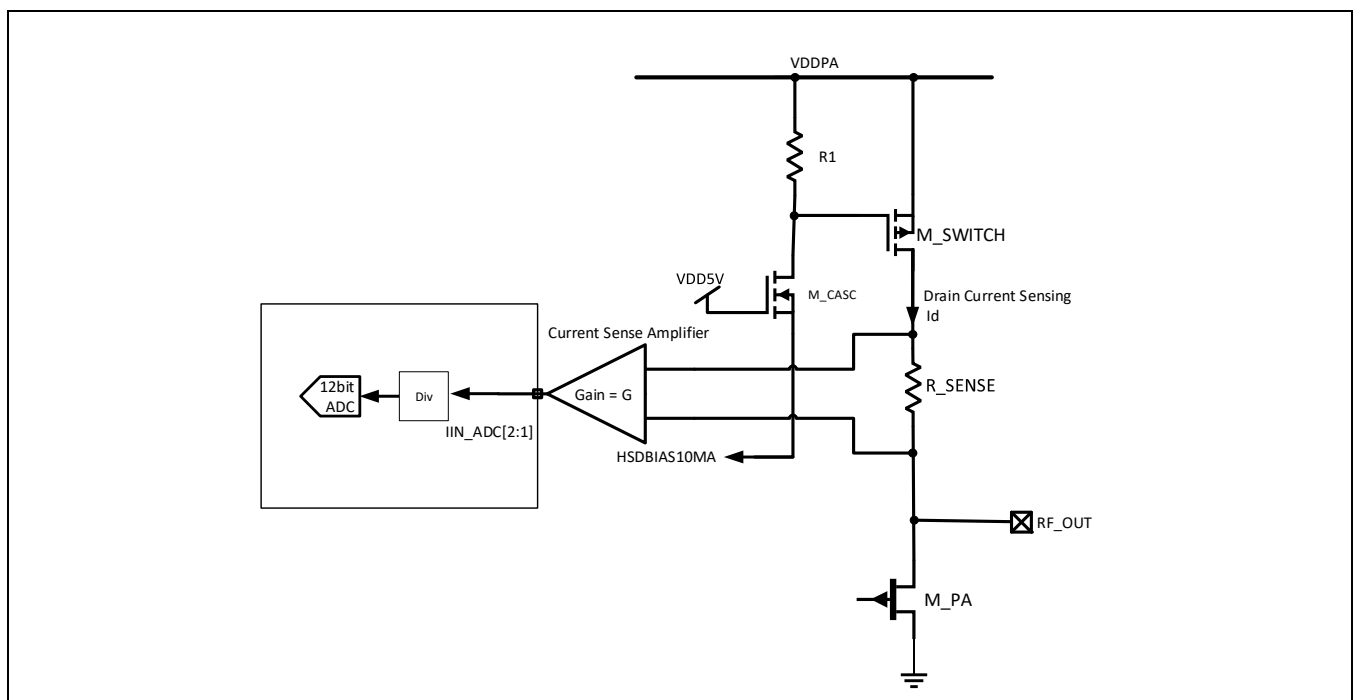 VDDPA
R1
M_SWITCH
VDD5V
M_CASC
Drain Current Sensing
Id
Current Sense Amplifier
12bit
ADC
Div
Gain = G
R_SENSE
IIN_ADC[2:1]
HSDBIAS10MA
RF_OUT
M_PA